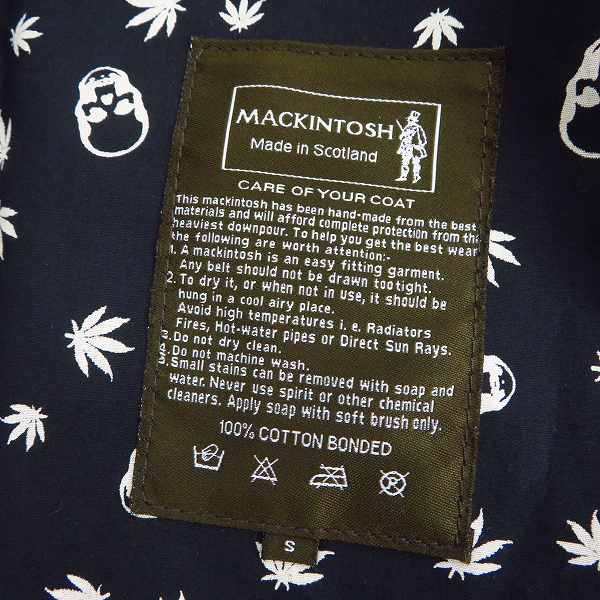 MACKINTOSH
Made in Scotland
CARE OF YOUR COAT
This mackintosh has been hand-made from the best
materials and will afford complete protection from the
heaviest downpour. To help you get the best wear
the following are worth attention:-
1. A mackintosh is an easy fitting garment.
Any belt should not be drawn too tight.
2. To dry it, or when not in use, it should be
hung in a cool airy place.
Avoid high temperatures i. e. Radiators
Fires, Hot-water pipes or Direct Sun Rays.
3. Do not dry clean.
4. Do not machine wash.
5. Small stains can be removed with soap and
water. Never use spirit or other chemical
cleaners. Apply soap with soft brush only.
100% COTTON BONDED
S